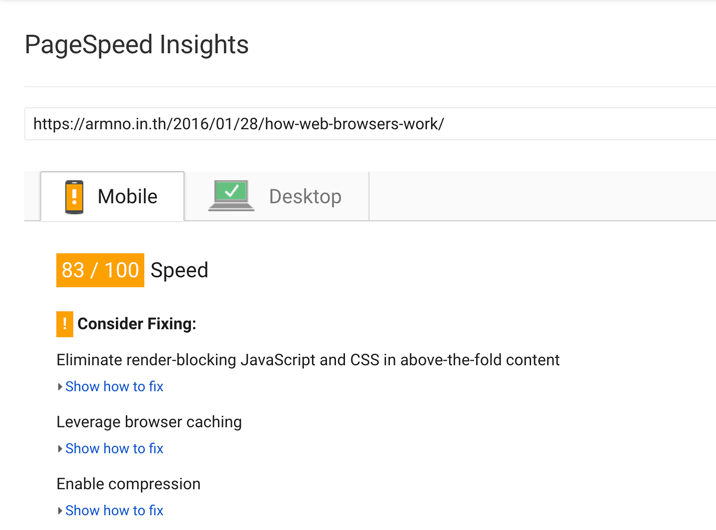 PageSpeed Insights
https://armno.in.th/2016/01/28/how-web-browsers-work/
Mobile
Desktop
83 / 100 Speed
! Consider Fixing:
Eliminate render-blocking JavaScript and CSS in above-the-fold content
Show how to fix
Leverage browser caching
Show how to fix
Enable compression
Show how to fix